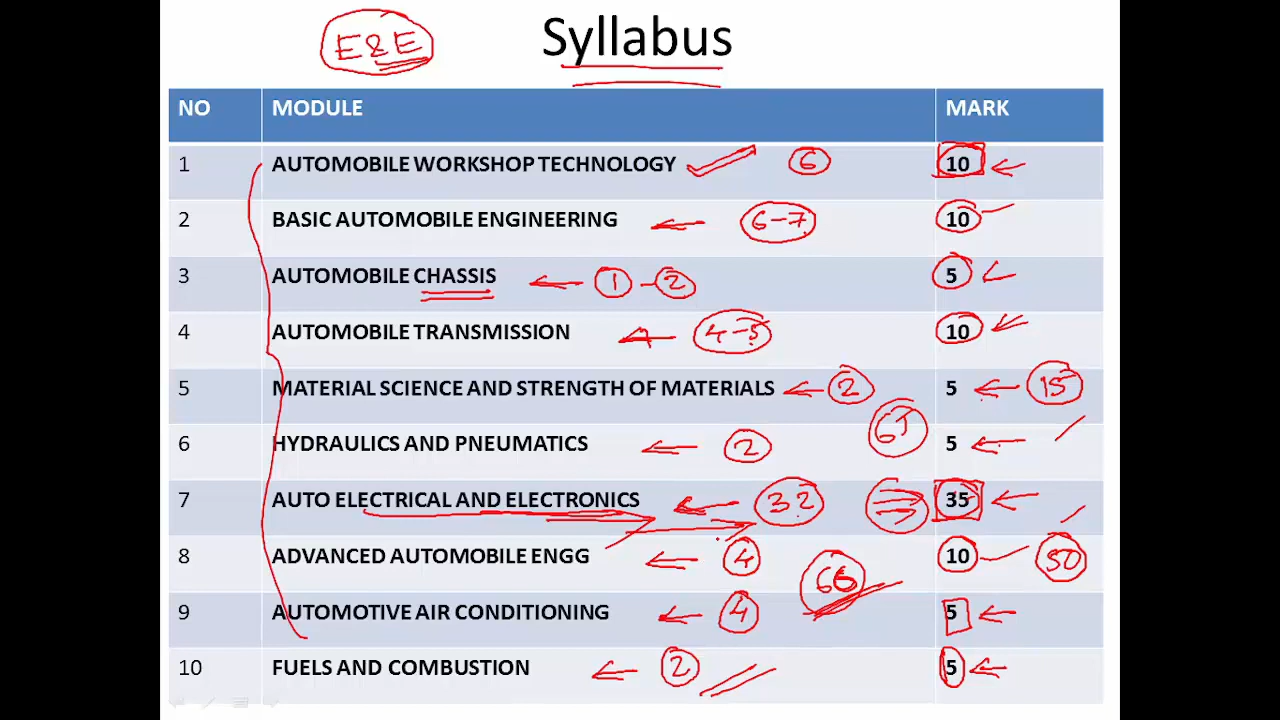 E&E Syllabus
NO MODULE MARK
1 AUTOMOBILE WORKSHOP TECHNOLOGY 6 10
2 BASIC AUTOMOBILE ENGINEERING 6-7 10
3 AUTOMOBILE CHASSIS 1-2 5
4 AUTOMOBILE TRANSMISSION 4-5 10
5 MATERIAL SCIENCE AND STRENGTH OF MATERIALS 2 5 15
6 HYDRAULICS AND PNEUMATICS 2 5
7 AUTO ELECTRICAL AND ELECTRONICS 32 35
8 ADVANCED AUTOMOBILE ENGG 4 10 50
66
9 AUTOMOTIVE AIR CONDITIONING 4 5
10 FUELS AND COMBUSTION 2 5